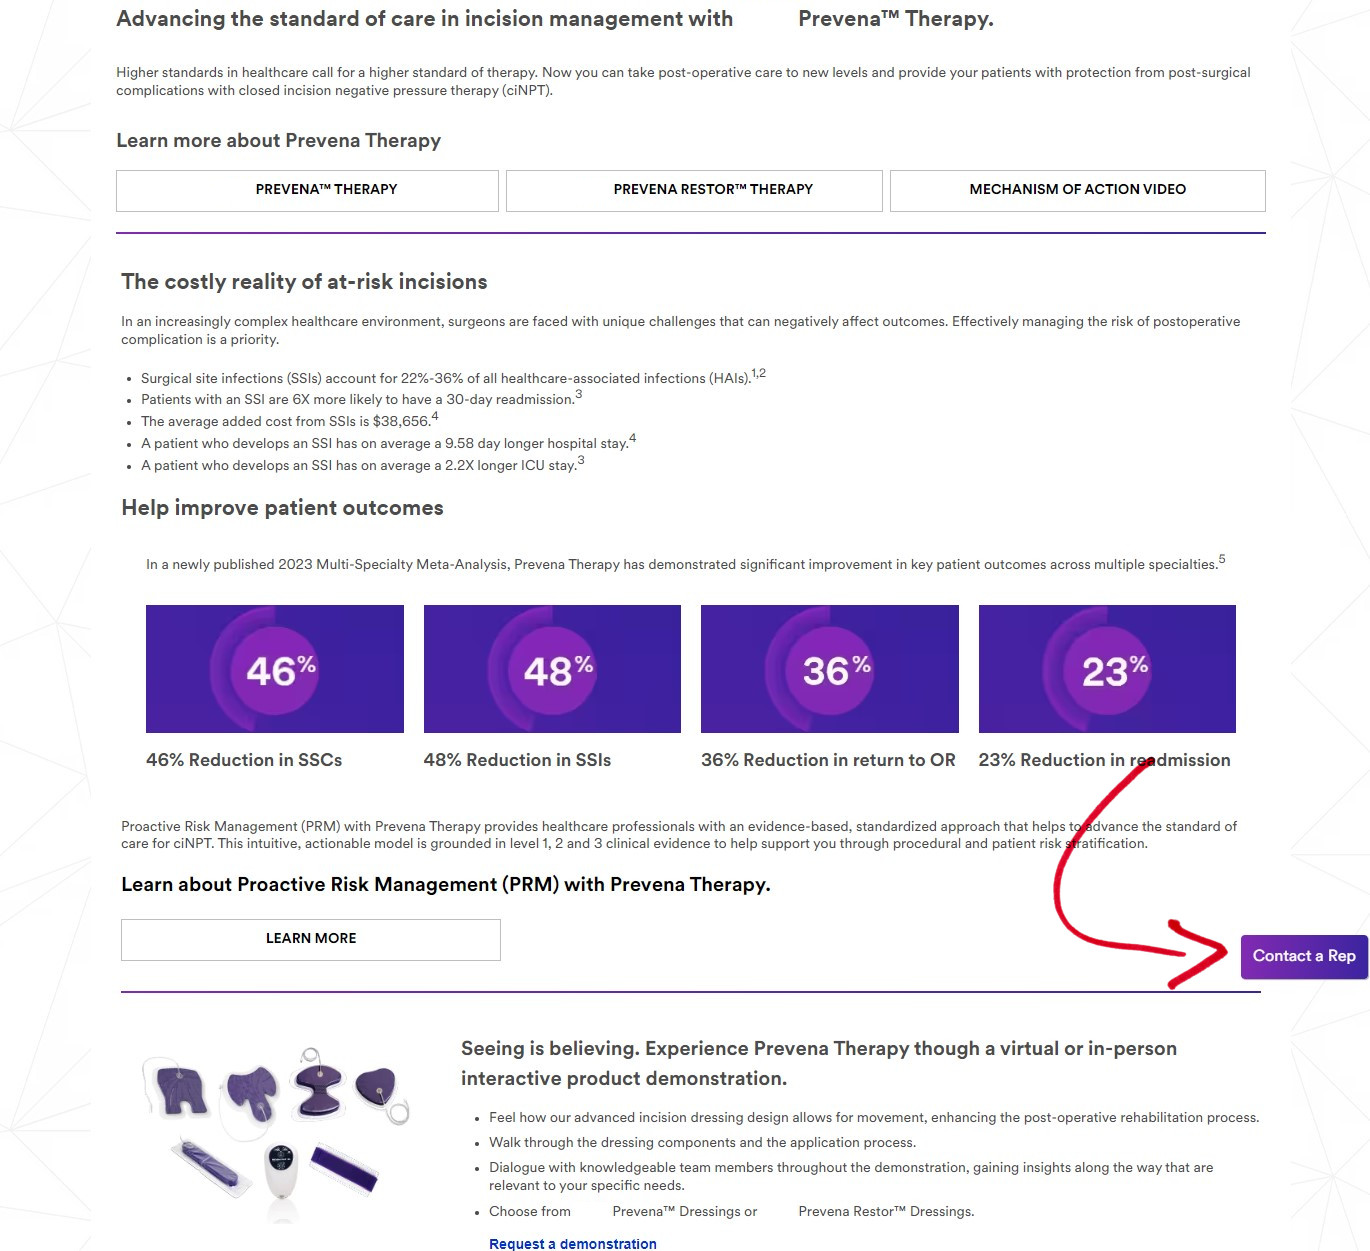 Advancing the standard of care in incision management with Prevena™ Therapy.
Higher standards in healthcare call for a higher standard of therapy. Now you can take post-operative care to new levels and provide your patients with protection from post-surgical
complications with closed incision negative pressure therapy (ciNPT).
Learn more about Prevena Therapy
PREVENA™ THERAPY
PREVENA RESTOR™ THERAPY
MECHANISM OF ACTION VIDEO
The costly reality of at-risk incisions
In an increasingly complex healthcare environment, surgeons are faced with unique challenges that can negatively affect outcomes. Effectively managing the risk of postoperative
complication is a priority.
• Surgical site infections (SSIs) account for 22%-36% of all healthcare-associated infections (HAIs).1,2
• Patients with an SSI are 6X more likely to have a 30-day readmission.3
• The average added cost from SSIs is $38,656.4
• A patient who develops an SSI has on average a 9.58 day longer hospital stay.4
• A patient who develops an SSI has on average a 2.2X longer ICU stay.3
Help improve patient outcomes
In a newly published 2023 Multi-Specialty Meta-Analysis, Prevena Therapy has demonstrated significant improvement in key patient outcomes across multiple specialties.5
46%
48%
36%
23%
46% Reduction in SSCs
48% Reduction in SSIs
36% Reduction in return to OR
23% Reduction in readmission
Proactive Risk Management (PRM) with Prevena Therapy provides healthcare professionals with an evidence-based, standardized approach that helps to advance the standard of
care for ciNPT. This intuitive, actionable model is grounded in level 1, 2 and 3 clinical evidence to help support you through procedural and patient risk stratification.
Learn about Proactive Risk Management (PRM) with Prevena Therapy.
LEARN MORE
Contact a Rep
Seeing is believing. Experience Prevena Therapy though a virtual or in-person
interactive product demonstration.
• Feel how our advanced incision dressing design allows for movement, enhancing the post-operative rehabilitation process.
• Walk through the dressing components and the application process.
• Dialogue with knowledgeable team members throughout the demonstration, gaining insights along the way that are
relevant to your specific needs.
• Choose from Prevena™ Dressings or Prevena Restor™ Dressings.
Request a demonstration